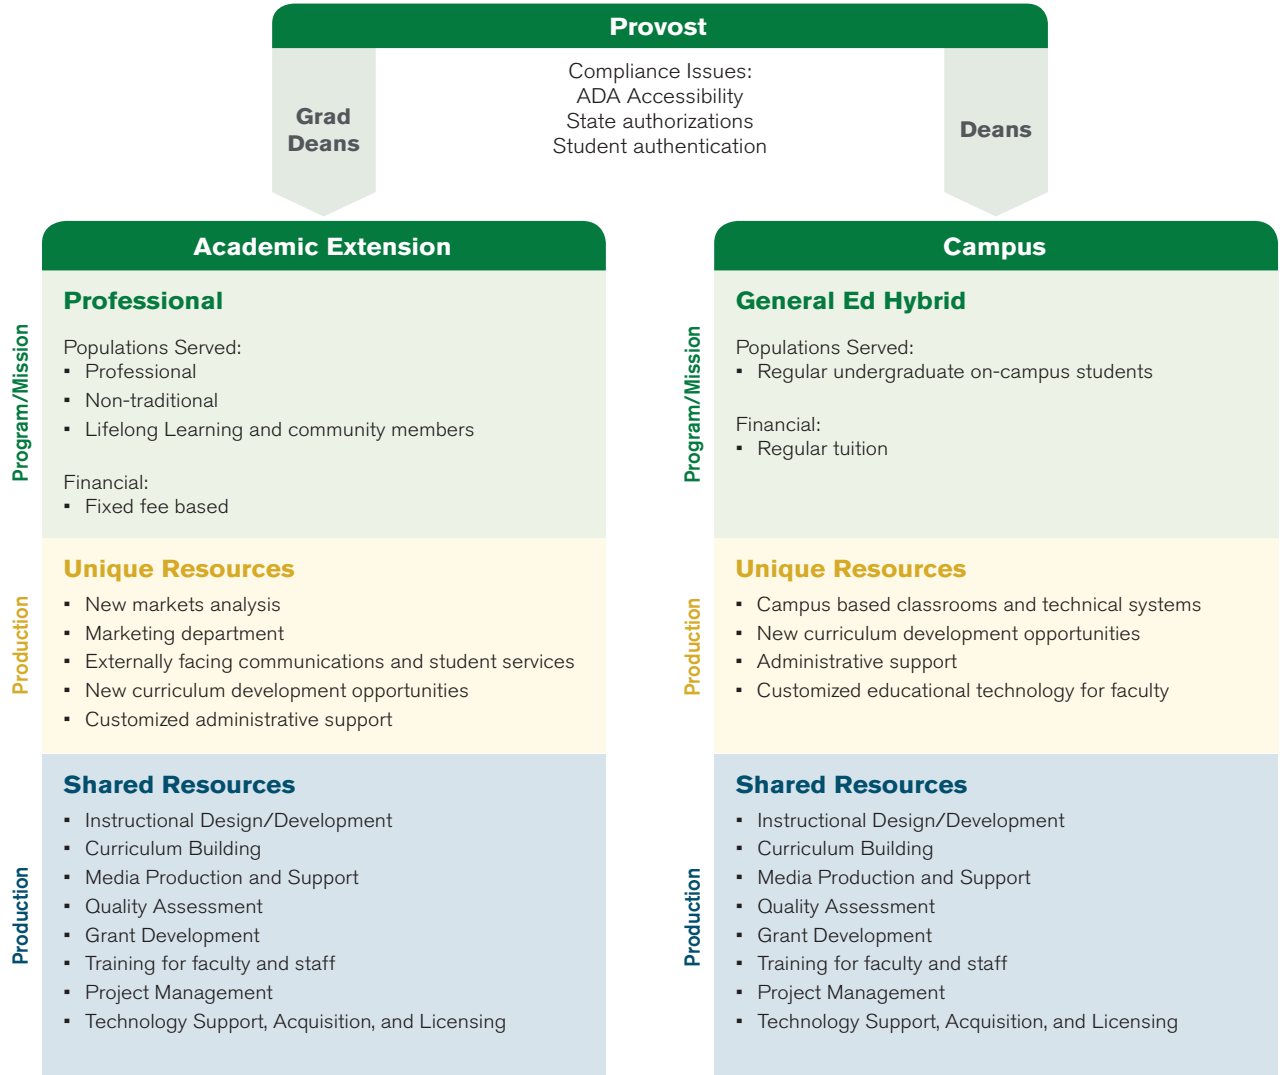 Provost
Compliance Issues:
ADA Accessibility
State authorizations
Student authentication
Grad
Deans
Deans
Academic Extension
Program/Mission
Professional
Populations Served:
▪ Professional
▪ Non-traditional
▪ Lifelong Learning and community members
Financial:
▪ Fixed fee based
Production
Unique Resources
▪ New markets analysis
▪ Marketing department
▪ Externally facing communications and student services
▪ New curriculum development opportunities
▪ Customized administrative support
Production
Shared Resources
▪ Instructional Design/Development
▪ Curriculum Building
▪ Media Production and Support
▪ Quality Assessment
▪ Grant Development
▪ Training for faculty and staff
▪ Project Management
▪ Technology Support, Acquisition, and Licensing
Campus
Program/Mission
General Ed Hybrid
Populations Served:
▪ Regular undergraduate on-campus students
Financial:
▪ Regular tuition
Production
Unique Resources
▪ Campus based classrooms and technical systems
▪ New curriculum development opportunities
▪ Administrative support
▪ Customized educational technology for faculty
Production
Shared Resources
▪ Instructional Design/Development
▪ Curriculum Building
▪ Media Production and Support
▪ Quality Assessment
▪ Grant Development
▪ Training for faculty and staff
▪ Project Management
▪ Technology Support, Acquisition, and Licensing